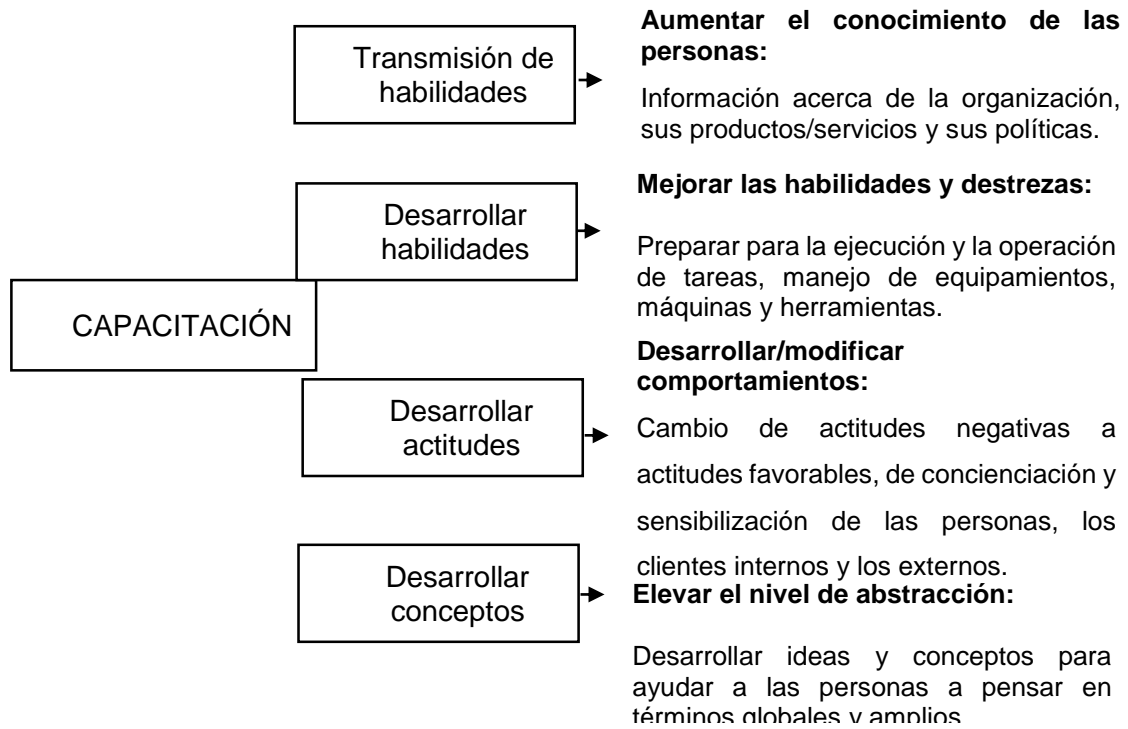 Transmisión de
habilidades
Aumentar el conocimiento de las
personas:
Información acerca de la organización,
sus productos/servicios y sus políticas.
Desarrollar
habilidades
Mejorar las habilidades y destrezas:
Preparar para la ejecución y la operación
de tareas, manejo de equipamientos,
máquinas y herramientas.
CAPACITACIÓN
Desarrollar
actitudes
Desarrollar/modificar
comportamientos:
Cambio de actitudes negativas a
actitudes favorables, de concienciación y
sensibilización de las personas, los
clientes internos y los externos.
Desarrollar
conceptos
Elevar el nivel de abstracción:
Desarrollar ideas y conceptos para
ayudar a las personas a pensar en
términos globales y amplios